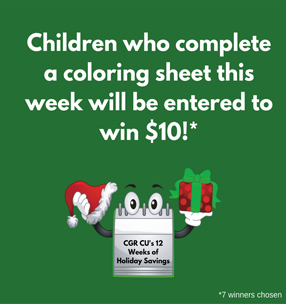 Children who complete
a coloring sheet this
week will be entered to
win $10!*
CGR CU's 12
Weeks of
Holiday Savings
*7 winners chosen